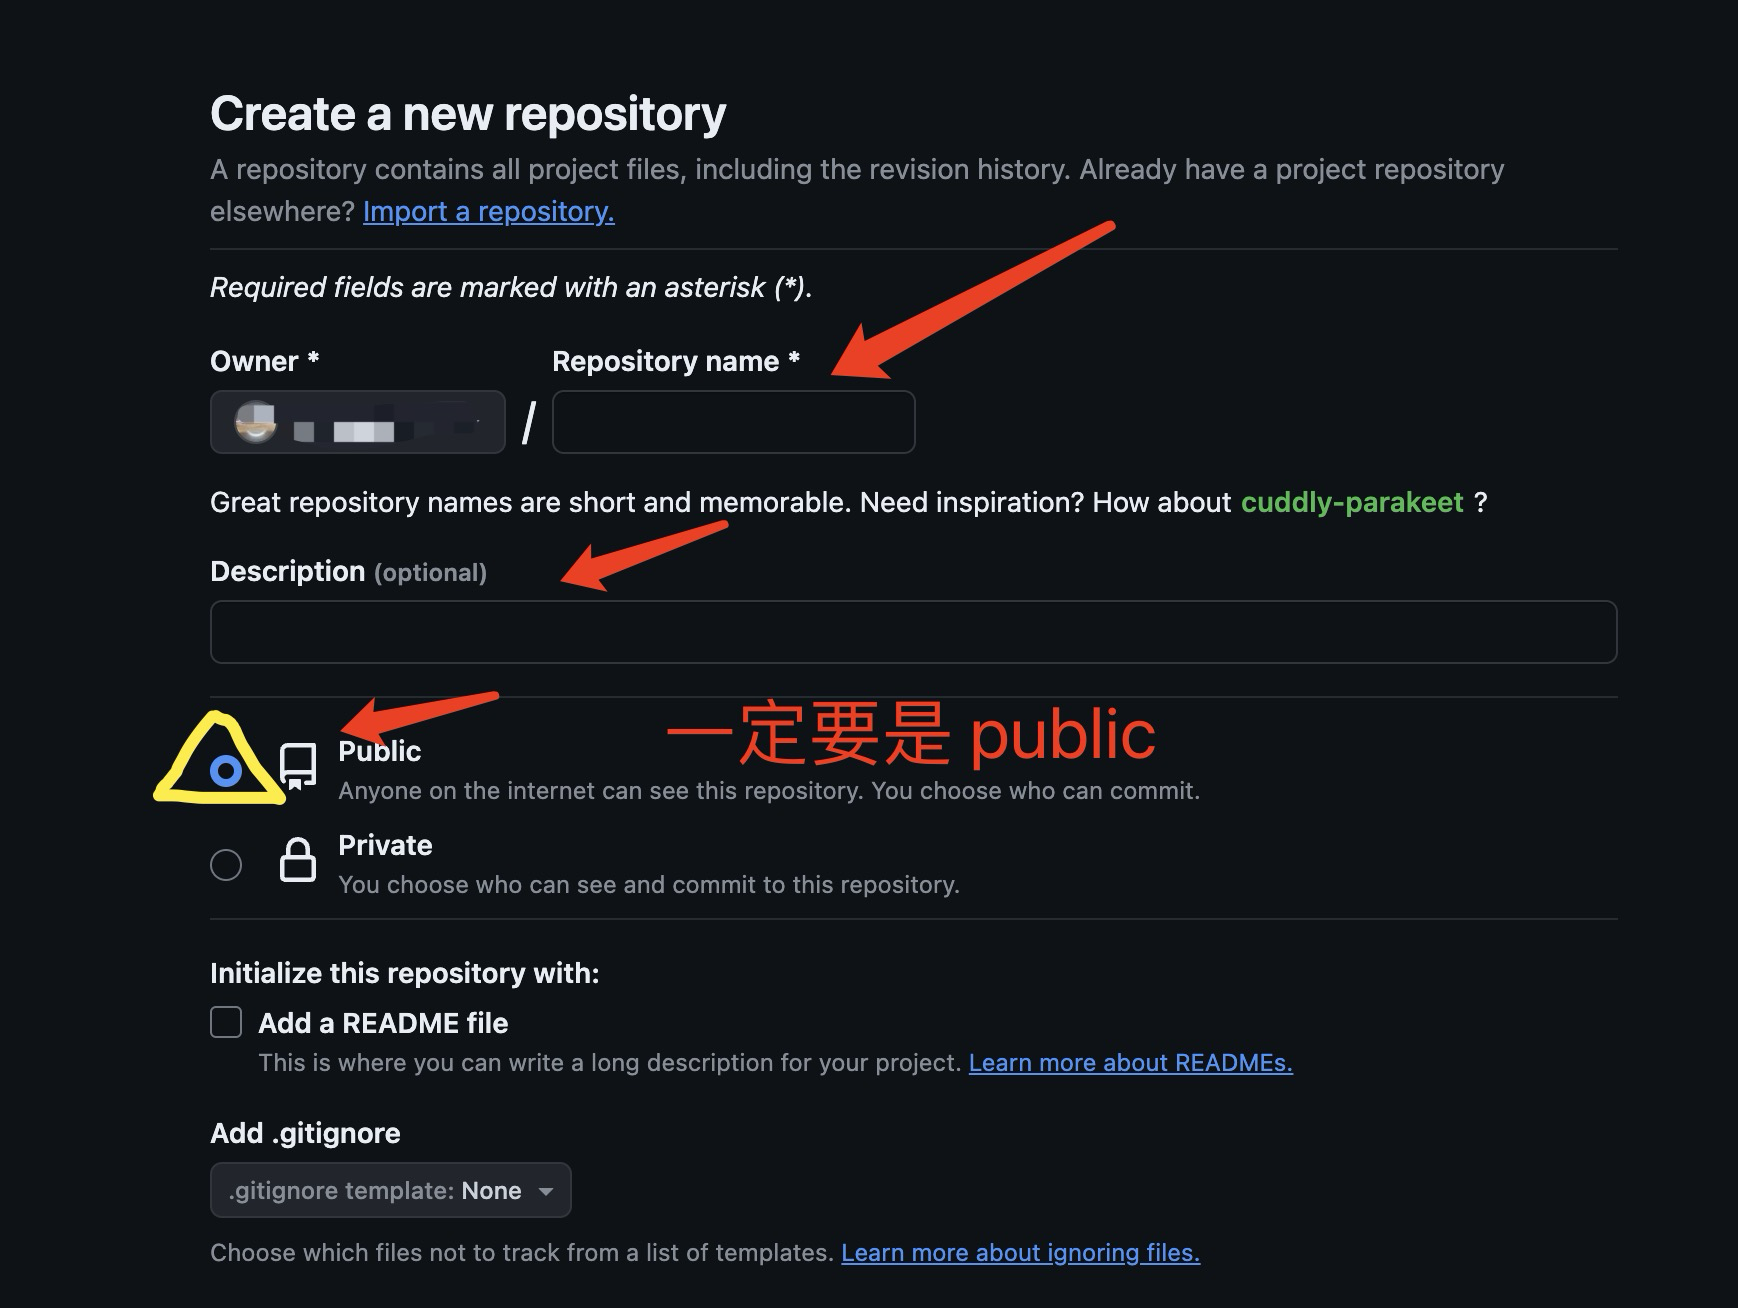 Create a new repository
A repository contains all project files, including the revision history. Already have a project repository
elsewhere? Import a repository.
Required fields are marked with an asterisk (*).
Owner *
Repository name *
/
Great repository names are short and memorable. Need inspiration? How about cuddly-parakeet ?
Description (optional)
一定要是 public
Public
Anyone on the internet can see this repository. You choose who can commit.
Private
You choose who can see and commit to this repository.
Initialize this repository with:
Add a README file
This is where you can write a long description for your project. Learn more about READMEs.
Add .gitignore
.gitignore template: None
Choose which files not to track from a list of templates. Learn more about ignoring files.